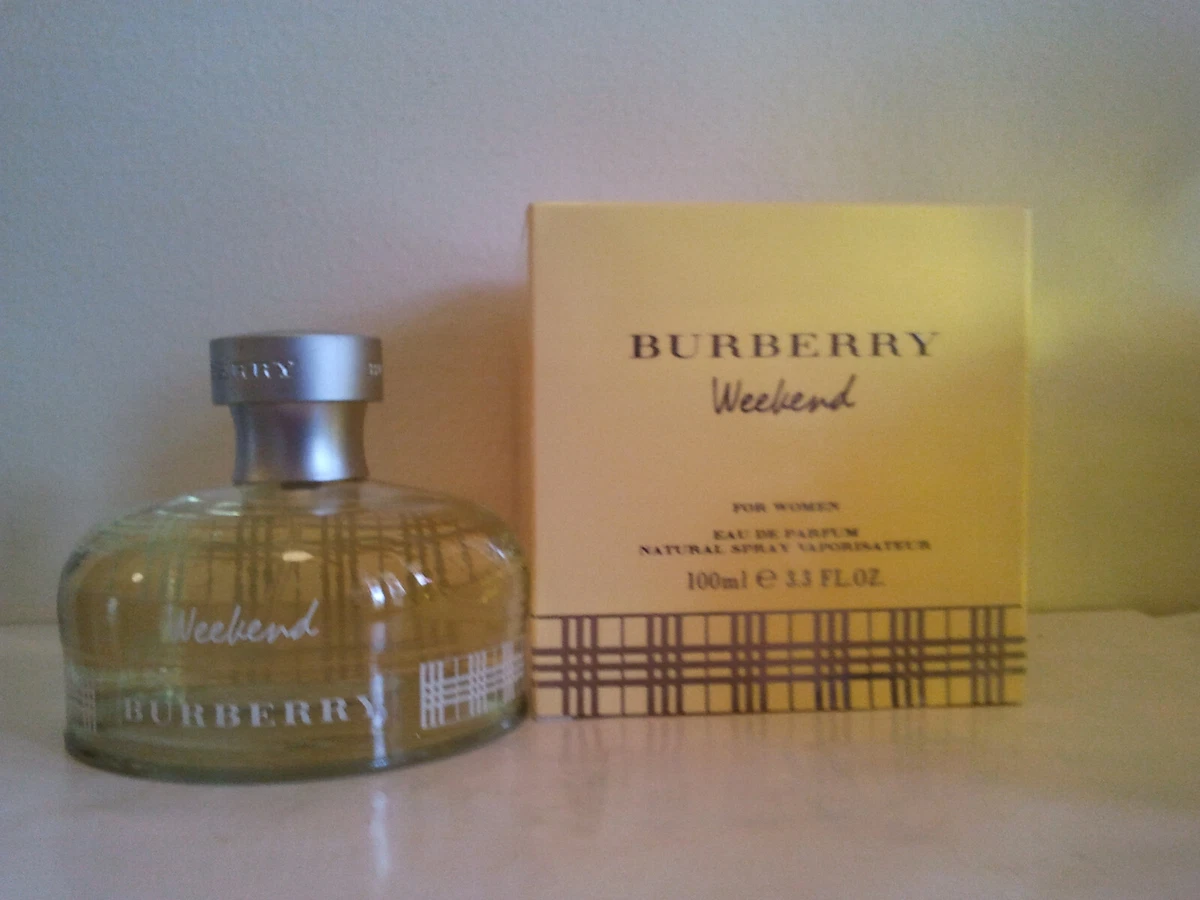 RRY
Weekend
BURBERRY
BURBERRY
Weekend
FOR WOMEN
EAU DE PARFUM
NATURAL SPRAY VAPORISATEUR
100ml e 3.3 FL.OZ.